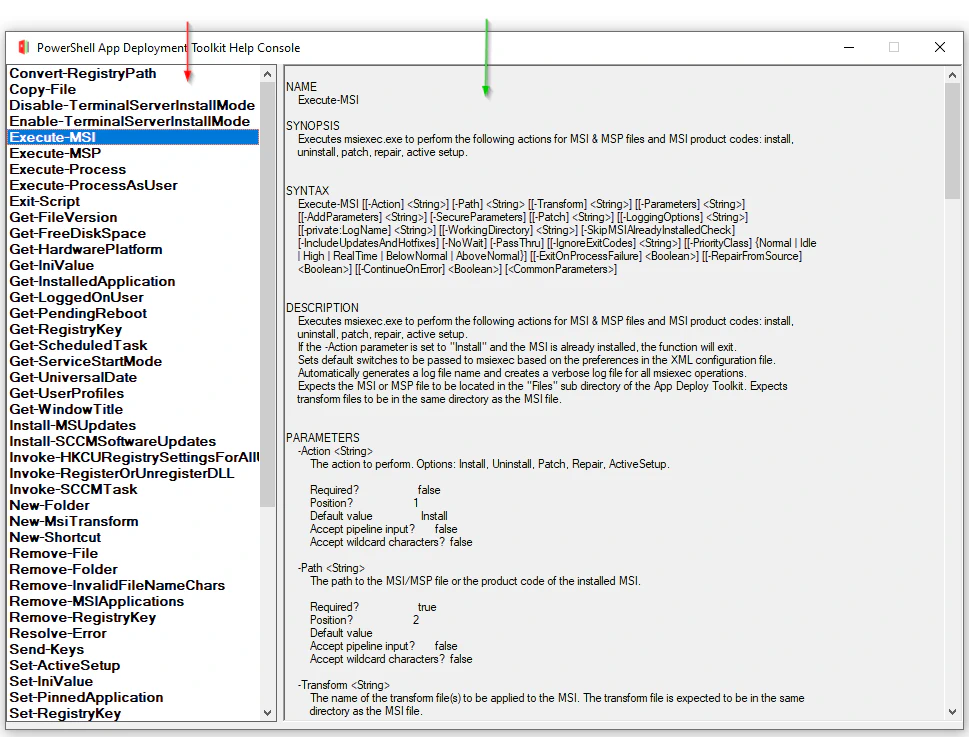 PowerShell App Deployment Toolkit Help Console
Convert-RegistryPath
Copy-File
Disable-TerminalServerInstallMode
Enable-TerminalServerInstallMode
Execute-MSI
Execute-MSP
Execute-Process
Execute-ProcessAsUser
Exit-Script
Get-FileVersion
Get-FreeDiskSpace
Get-HardwarePlatform
Get-IniValue
Get-InstalledApplication
Get-LoggedOnUser
Get-PendingReboot
Get-RegistryKey
Get-ScheduledTask
Get-ServiceStartMode
Get-UniversalDate
Get-UserProfiles
Get-WindowTitle
Install-MSUpdates
Install-SCCMSoftwareUpdates
Invoke-HKCURegistrySettingsForAllU
Invoke-RegisterOrUnregisterDLL
Invoke-SCCMTask
New-Folder
New-MsiTransform
New-Shortcut
Remove-File
Remove-Folder
Remove-InvalidFileNameChars
Remove-MSIApplications
Remove-RegistryKey
Resolve-Error
Send-Keys
Set-ActiveSetup
Set-IniValue
Set-PinnedApplication
Set-RegistryKey
NAME
Execute-MSI
SYNOPSIS
Executes msiexec.exe to perform the following actions for MSI & MSP files and MSI product codes: install,
uninstall, patch, repair, active setup.
SYNTAX
Execute-MSI [[-Action] <String>] [-Path] <String> [[-Transform] <String>] [[-Parameters] <String>]
[[-AddParameters] <String>] [-SecureParameters] [[-Patch] <String>] [[-LoggingOptions] <String>]
[[-private:LogName] <String>] [[-WorkingDirectory] <String>] [-SkipMSIAlreadyInstalledCheck]
[-IncludeUpdatesAndHotfixes] [-NoWait] [-PassThru] [[-IgnoreExitCodes] <String>] [[-PriorityClass] {Normal | Idle
| High | RealTime | BelowNormal | AboveNormal}] [[-ExitOnProcessFailure] <Boolean>] [[-RepairFromSource]
<Boolean>] [[-ContinueOnError] <Boolean>] [<CommonParameters>]
DESCRIPTION
Executes msiexec.exe to perform the following actions for MSI & MSP files and MSI product codes: install,
uninstall, patch, repair, active setup.
If the -Action parameter is set to "Install" and the MSI is already installed, the function will exit.
Sets default switches to be passed to msiexec based on the preferences in the XML configuration file.
Automatically generates a log file name and creates a verbose log file for all msiexec operations.
Expects the MSI or MSP file to be located in the "Files" sub directory of the App Deploy Toolkit. Expects
transform files to be in the same directory as the MSI file.
PARAMETERS
-Action <String>
The action to perform. Options: Install, Uninstall, Patch, Repair, ActiveSetup.
Required? false
Position? 1
Default value Install
Accept pipeline input? false
Accept wildcard characters? false
-Path <String>
The path to the MSI/MSP file or the product code of the installed MSI.
Required? true
Position? 2
Default value
Accept pipeline input? false
Accept wildcard characters? false
-Transform <String>
The name of the transform file(s) to be applied to the MSI. The transform file is expected to be in the same
directory as the MSI file.